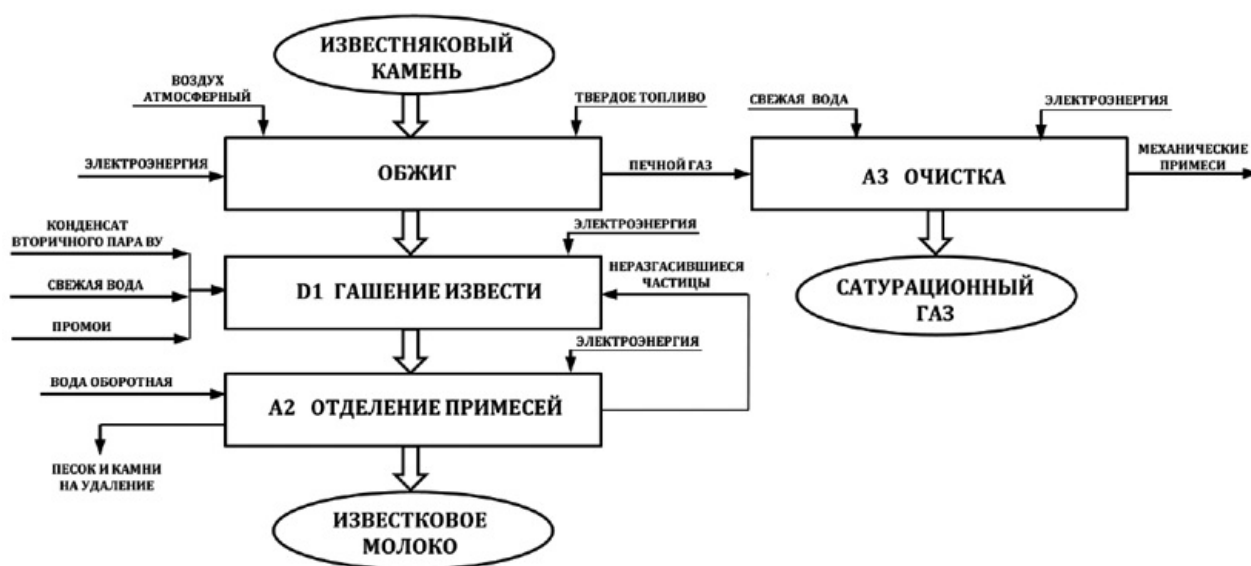 ИЗВЕСТНЯКОВЫЙ
КАМЕНЬ
ВОЗДУХ
АТМОСФЕРНЫЙ
ТВЕРДОЕ ТОПЛИВО
СВЕЖАЯ ВОДА
ЭЛЕКТРОЭНЕРГИЯ
ЭЛЕКТРОЭНЕРГИЯ
ОБЖИГ
ПЕЧНОЙ ГАЗ
А3 ОЧИСТКА
МЕХАНИЧЕСКИЕ
ПРИМЕСИ
КОНДЕНСАТ
ВТОРИЧНОГО ПАРА ВУ
ЭЛЕКТРОЭНЕРГИЯ
СВЕЖАЯ ВОДА
D1 ГАШЕНИЕ ИЗВЕСТИ
НЕРАЗГАСИВШИЕСЯ
ЧАСТИЦЫ
САТУРАЦИОННЫЙ
ГАЗ
ПРОМОИ
ЭЛЕКТРОЭНЕРГИЯ
ВОДА ОБОРОТНАЯ
А2 ОТДЕЛЕНИЕ ПРИМЕСЕЙ
ПЕСОК И КАМНИ
НА УДАЛЕНИЕ
ИЗВЕСТКОВОЕ
МОЛОКО